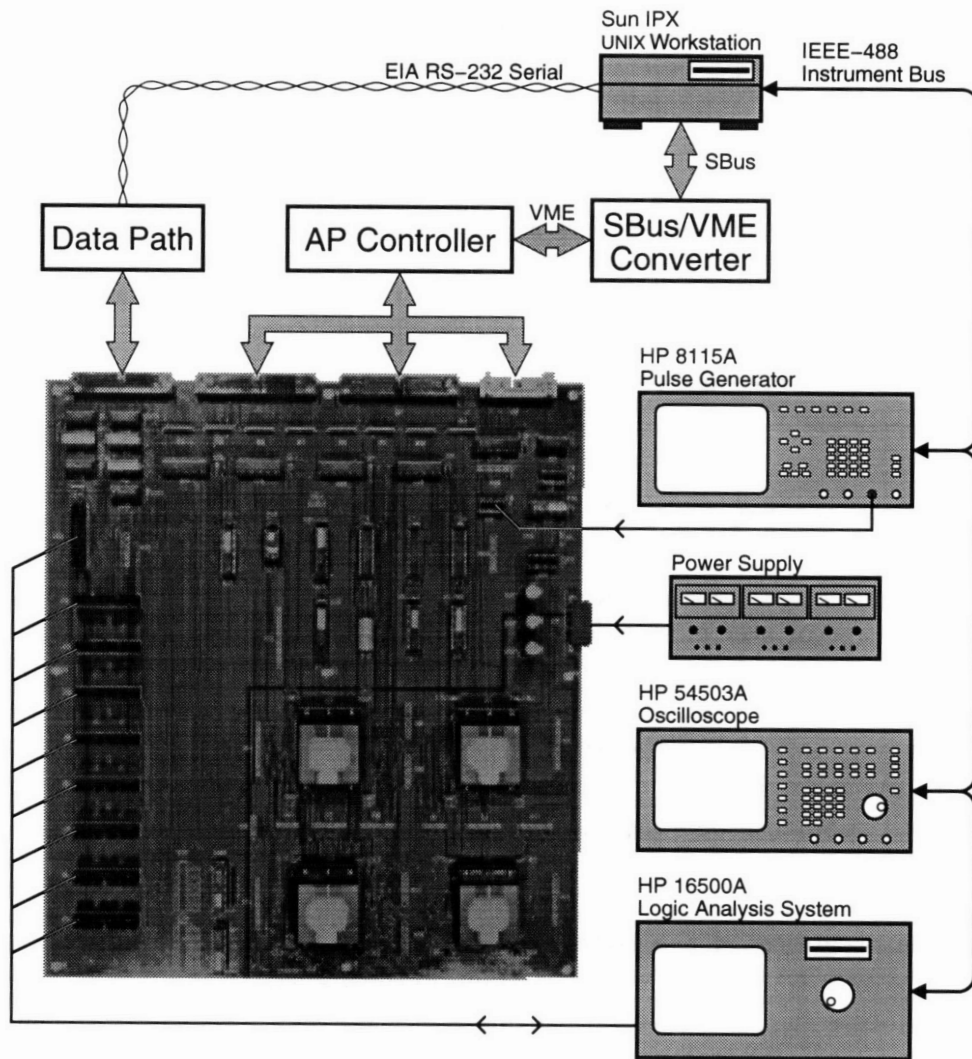 Sun IPX
UNIX Workstation
IEEE-488
Instrument Bus
EIA RS-232 Serial
SBus
Data Path
AP Controller
VME
SBus/VME
Converter
HP 8115A
Pulse Generator
Power Supply
HP 54503A
Oscilloscope
HP 16500A
Logic Analysis System